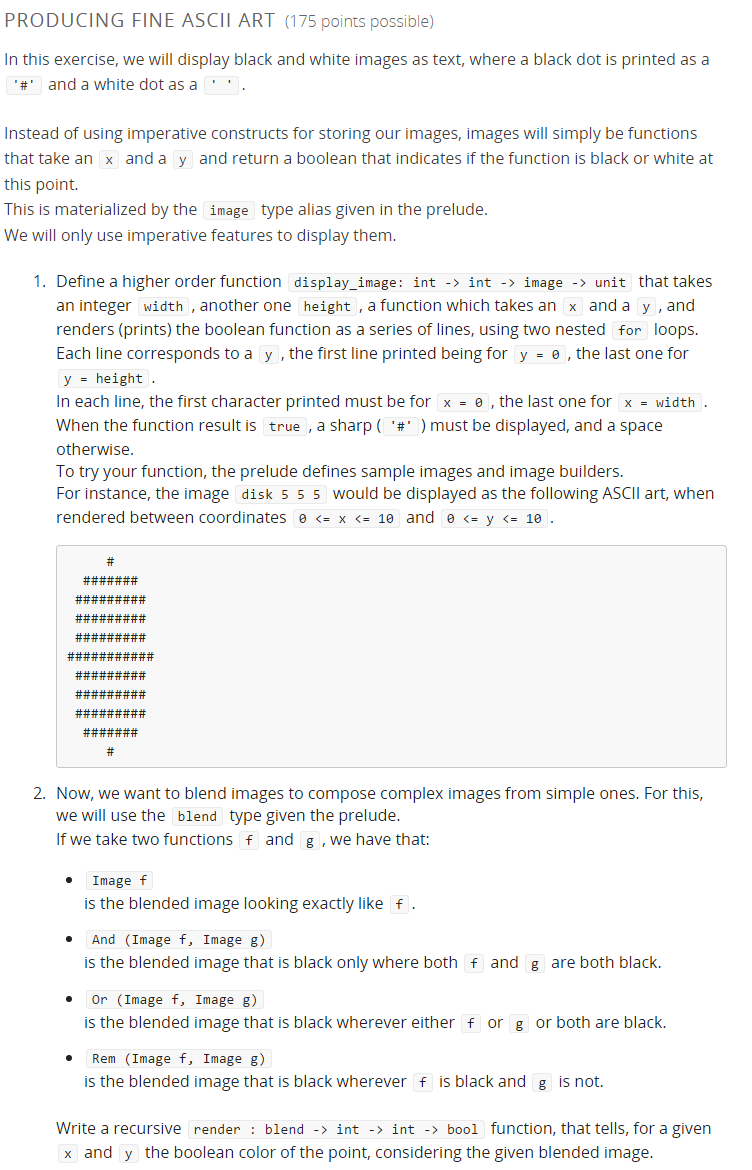 PRODUCING FINE ASCII ART (175 points possible)
In this exercise, we will display black and white images as text, where a black dot is printed as a
'#' and a white dot as a ' '.
Instead of using imperative constructs for storing our images, images will simply be functions
that take an x and a y and return a boolean that indicates if the function is black or white at
this point.
This is materialized by the image type alias given in the prelude.
We will only use imperative features to display them.
1. Define a higher order function display_image: int -> int -> image -> unit that takes
an integer width, another one height, a function which takes an x and a y, and
renders (prints) the boolean function as a series of lines, using two nested for loops.
Each line corresponds to a y, the first line printed being for y = 0, the last one for
y = height.
In each line, the first character printed must be for x = 0, the last one for x = width.
When the function result is true, a sharp ('#') must be displayed, and a space
otherwise.
To try your function, the prelude defines sample images and image builders.
For instance, the image disk 5 5 5 would be displayed as the following ASCII art, when
rendered between coordinates 0 <= x <= 10 and 0 <= y <= 10.
     #
  #######
 #########
 #########
 #########
###########
 #########
 #########
 #########
  #######
     #
2. Now, we want to blend images to compose complex images from simple ones. For this,
we will use the blend type given the prelude.
If we take two functions f and g, we have that:
• Image f
is the blended image looking exactly like f.
• And (Image f, Image g)
is the blended image that is black only where both f and g are both black.
• Or (Image f, Image g)
is the blended image that is black wherever either f or g or both are black.
• Rem (Image f, Image g)
is the blended image that is black wherever f is black and g is not.
Write a recursive render : blend -> int -> int -> bool function, that tells, for a given
x and y the boolean color of the point, considering the given blended image.